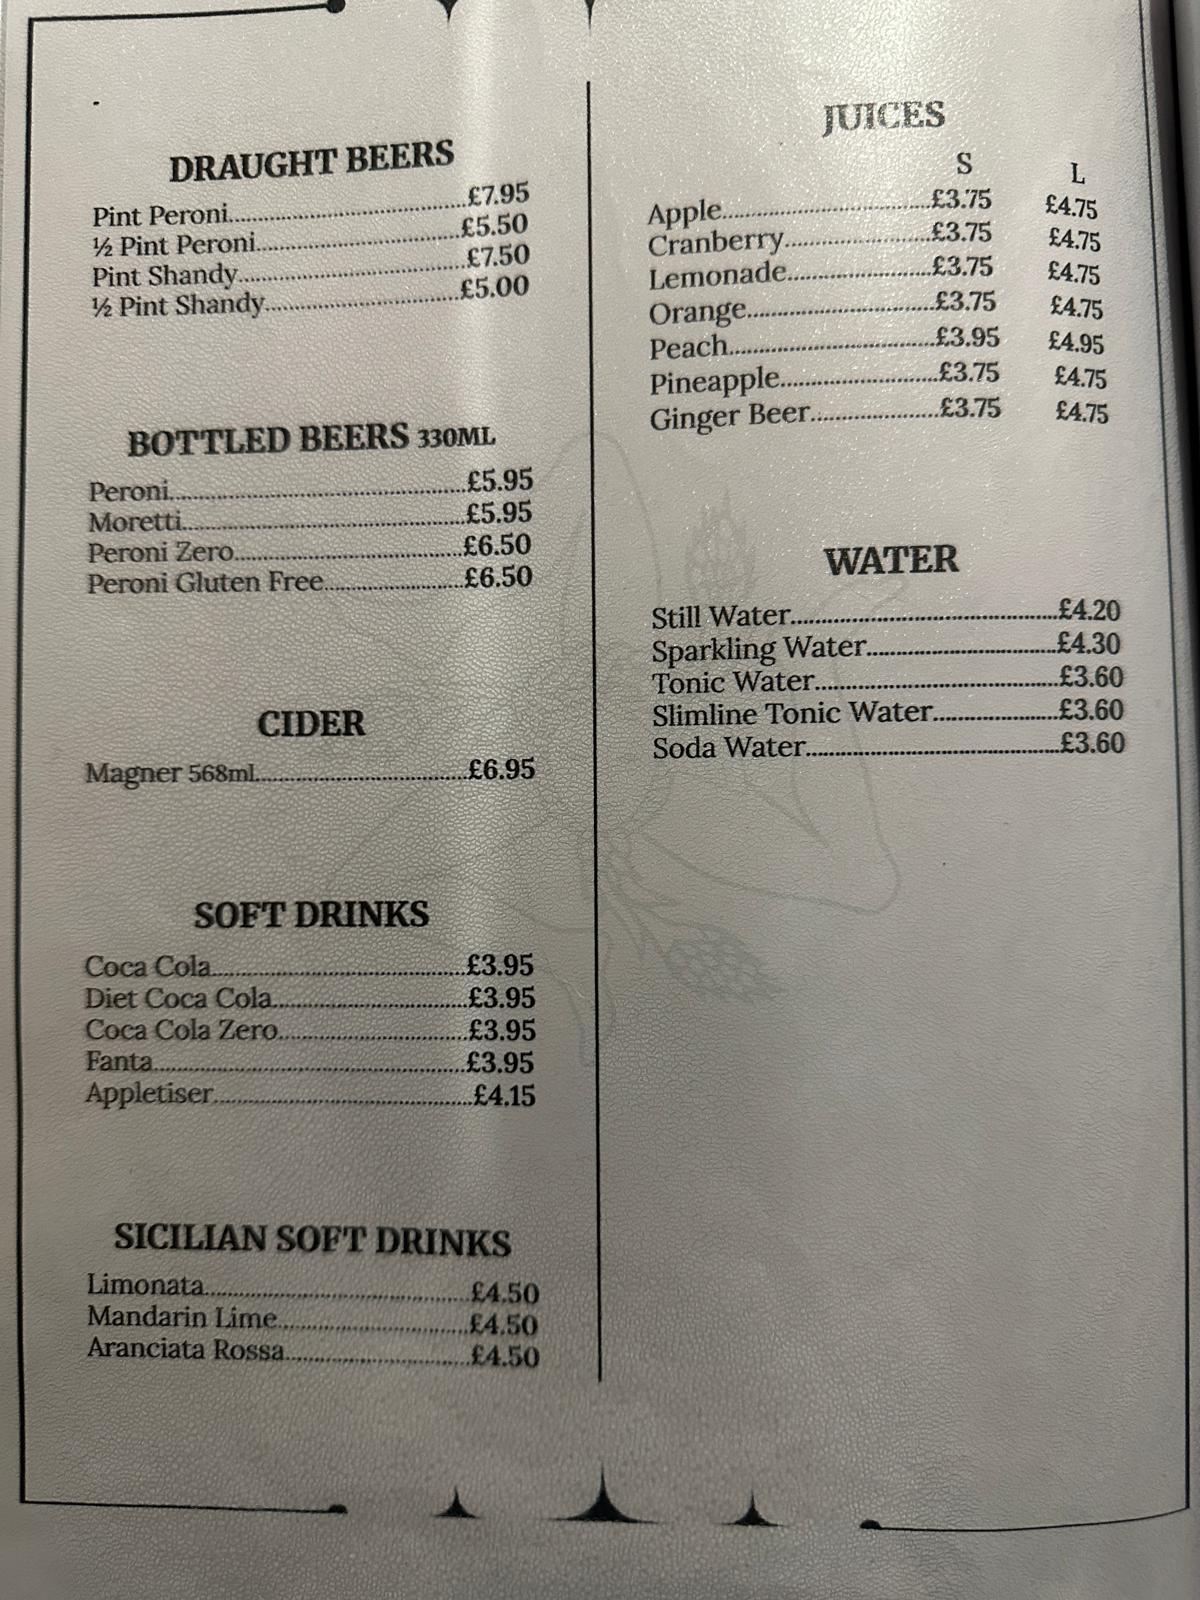 DRAUGHT BEERS
Pint Peroni.....£7.95
½ Pint Peroni.....£5.50
Pint Shandy.....£7.50
½ Pint Shandy.....£5.00
BOTTLED BEERS 330ML
Peroni.....£5.95
Moretti.....£5.95
Peroni Zero.....£6.50
Peroni Gluten Free.....£6.50
CIDER
Magner 568ml.....£6.95
SOFT DRINKS
Coca Cola.....£3.95
Diet Coca Cola.....£3.95
Coca Cola Zero.....£3.95
Fanta.....£3.95
Appletiser.....£4.15
SICILIAN SOFT DRINKS
Limonata.....£4.50
Mandarin Lime.....£4.50
Aranciata Rossa.....£4.50
JUICES
S L
Apple.....£3.75 £4.75
Cranberry.....£3.75 £4.75
Lemonade.....£3.75 £4.75
Orange.....£3.75 £4.75
Peach.....£3.95 £4.95
Pineapple.....£3.75 £4.75
Ginger Beer.....£3.75 £4.75
WATER
Still Water.....£4.20
Sparkling Water.....£4.30
Tonic Water.....£3.60
Slimline Tonic Water.....£3.60
Soda Water.....£3.60